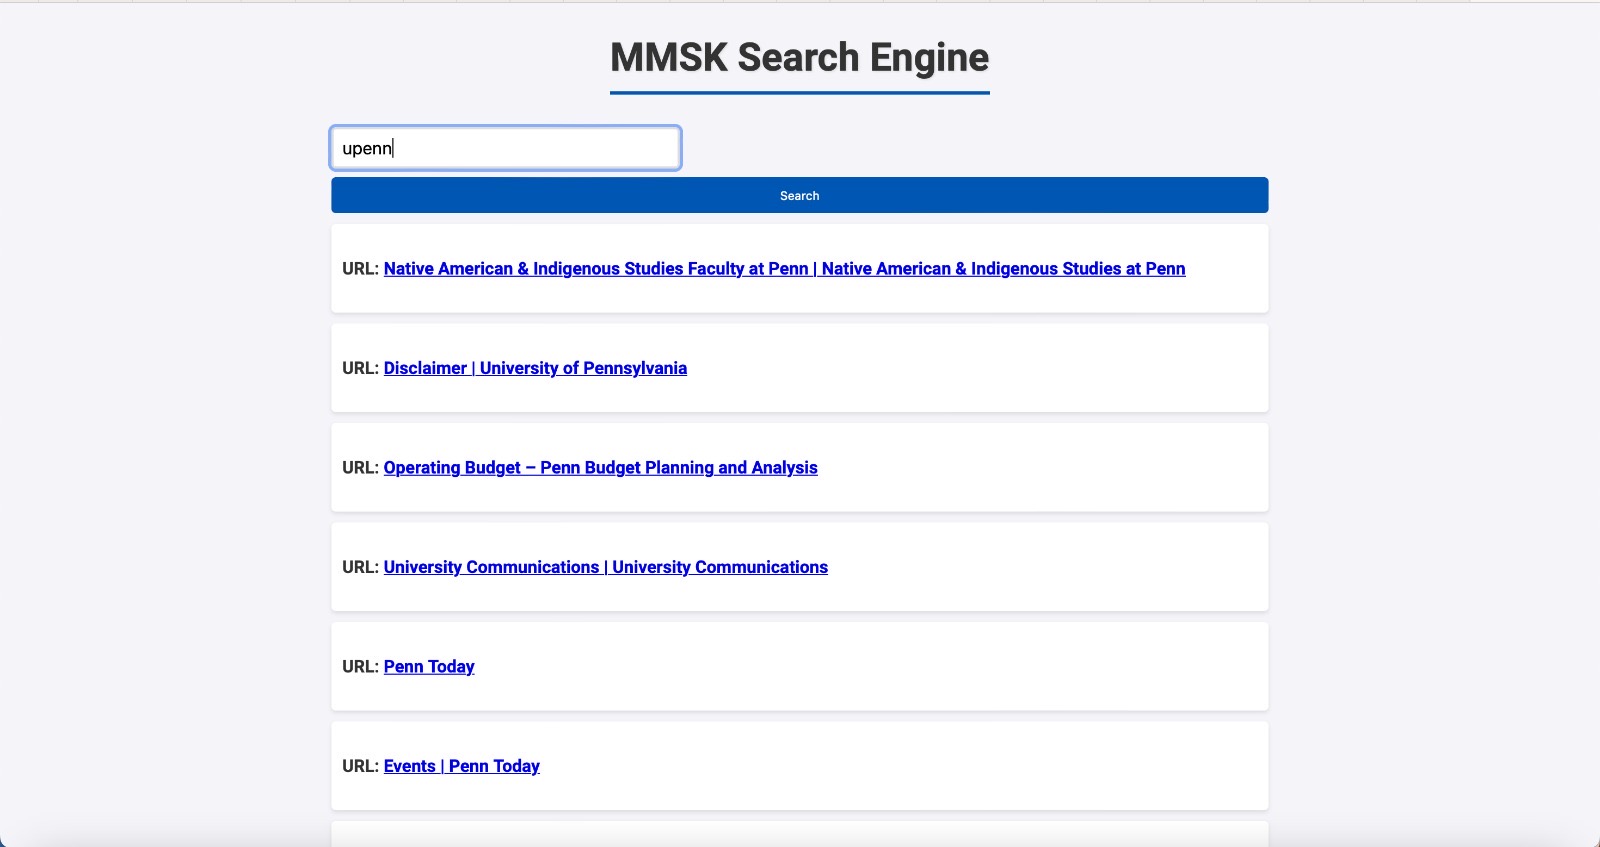 MMSK Search Engine
upenn
Search
URL: Native American & Indigenous Studies Faculty at Penn | Native American & Indigenous Studies at Penn
URL: Disclaimer | University of Pennsylvania
URL: Operating Budget – Penn Budget Planning and Analysis
URL: University Communications | University Communications
URL: Penn Today
URL: Events | Penn Today